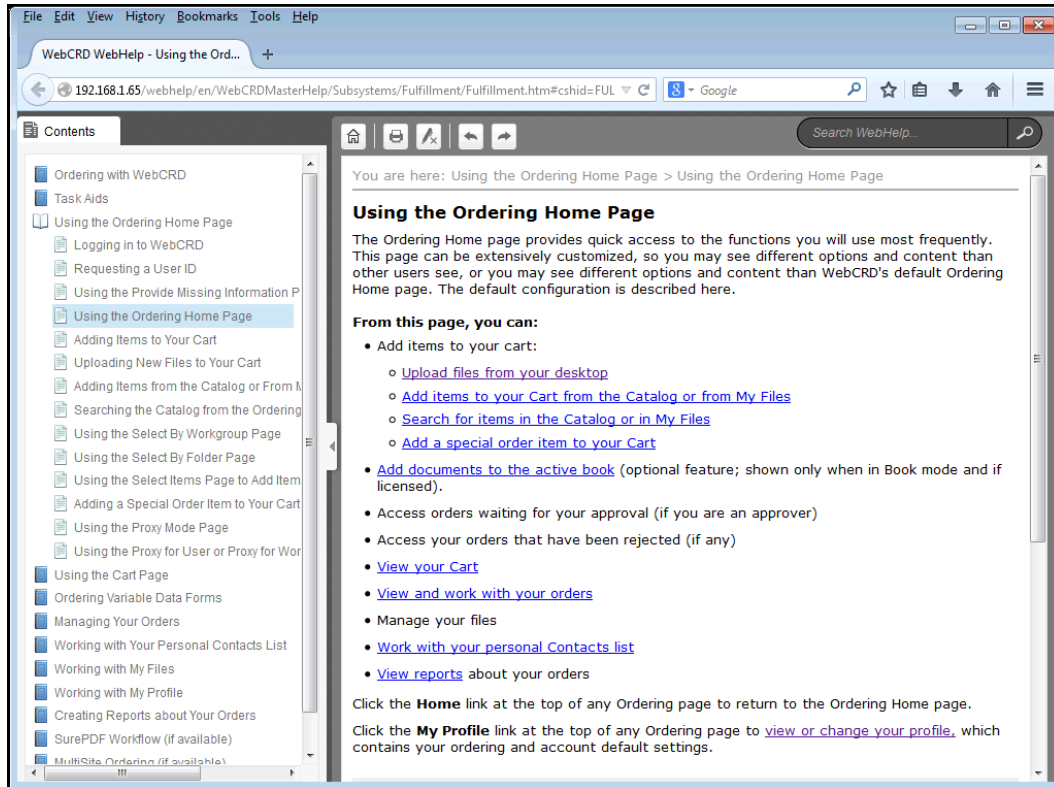 File Edit View History Bookmarks Tools Help
WebCRD WebHelp - Using the Ord...
192.168.1.65/webhelp/en/WebCRDMasterHelp/Subsystems/Fulfillment/Fulfillment.htm#cshid=FUL
Google
Contents
Search WebHelp...
Ordering with WebCRD
Task Aids
Using the Ordering Home Page
Logging in to WebCRD
Requesting a User ID
Using the Provide Missing Information P
Using the Ordering Home Page
Adding Items to Your Cart
Uploading New Files to Your Cart
Adding Items from the Catalog or From M
Searching the Catalog from the Ordering
Using the Select By Workgroup Page
Using the Select By Folder Page
Using the Select Items Page to Add Item
Adding a Special Order Item to Your Cart
Using the Proxy Mode Page
Using the Proxy for User or Proxy for Wor
Using the Cart Page
Ordering Variable Data Forms
Managing Your Orders
Working with Your Personal Contacts List
Working with My Files
Working with My Profile
Creating Reports about Your Orders
SurePDF Workflow (if available)
MultiSite Ordering (if available)
You are here: Using the Ordering Home Page > Using the Ordering Home Page
Using the Ordering Home Page
The Ordering Home page provides quick access to the functions you will use most frequently.
This page can be extensively customized, so you may see different options and content than
other users see, or you may see different options and content than WebCRD's default Ordering
Home page. The default configuration is described here.
From this page, you can:
• Add items to your cart:
o Upload files from your desktop
o Add items to your Cart from the Catalog or from My Files
o Search for items in the Catalog or in My Files
o Add a special order item to your Cart
• Add documents to the active book (optional feature; shown only when in Book mode and if
licensed).
• Access orders waiting for your approval (if you are an approver)
• Access your orders that have been rejected (if any)
• View your Cart
• View and work with your orders
• Manage your files
• Work with your personal Contacts list
• View reports about your orders
Click the Home link at the top of any Ordering page to return to the Ordering Home page.
Click the My Profile link at the top of any Ordering page to view or change your profile, which
contains your ordering and account default settings.